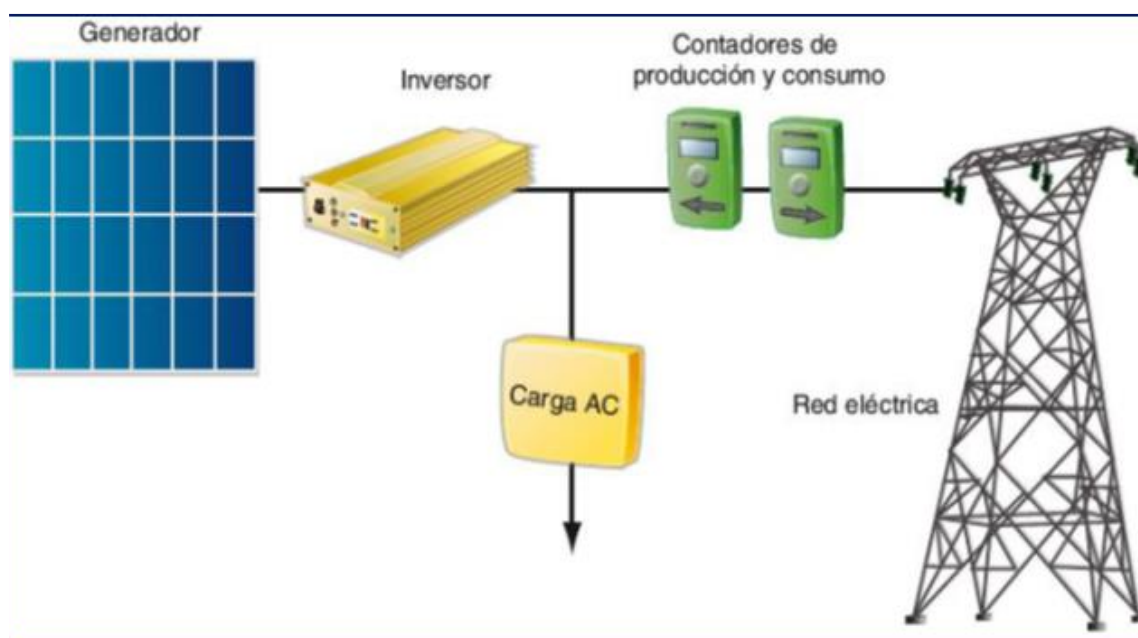 Generador
Inversor
Contadores de
producción y consumo
Carga AC
Red eléctrica